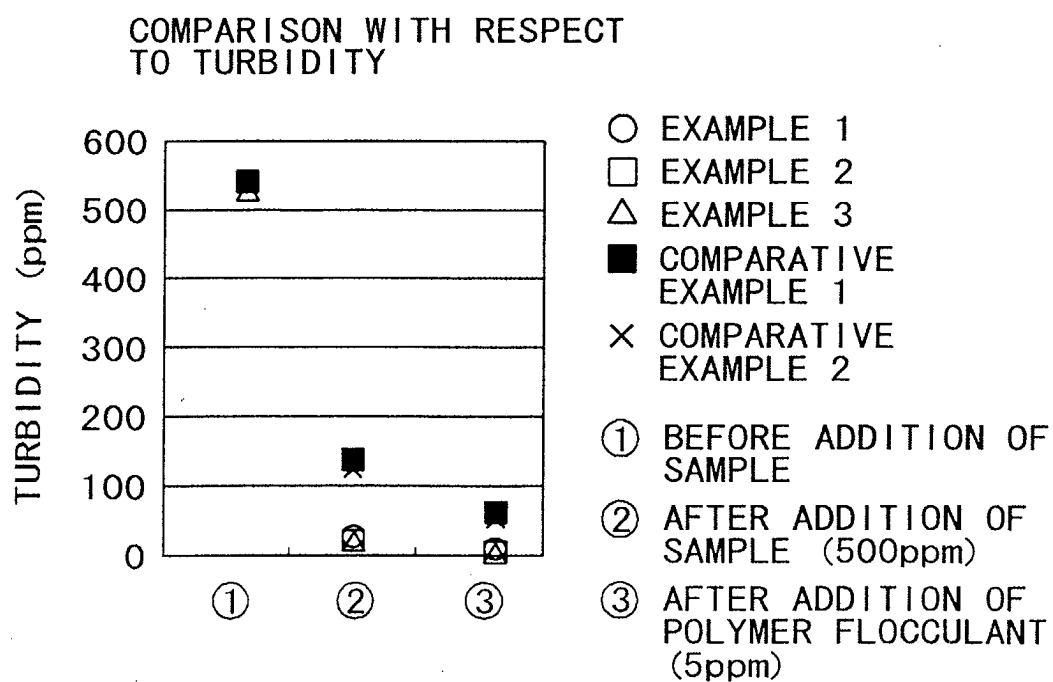 COMPARISON WITH RESPECT
TO TURBIDITY
TURBIDITY (ppm)
600
500
400
300
200
100
0
① ② ③
○ EXAMPLE 1
□ EXAMPLE 2
△ EXAMPLE 3
■ COMPARATIVE
EXAMPLE 1
× COMPARATIVE
EXAMPLE 2
① BEFORE ADDITION OF
SAMPLE
② AFTER ADDITION OF
SAMPLE (500ppm)
③ AFTER ADDITION OF
POLYMER FLOCCULANT
(5ppm)